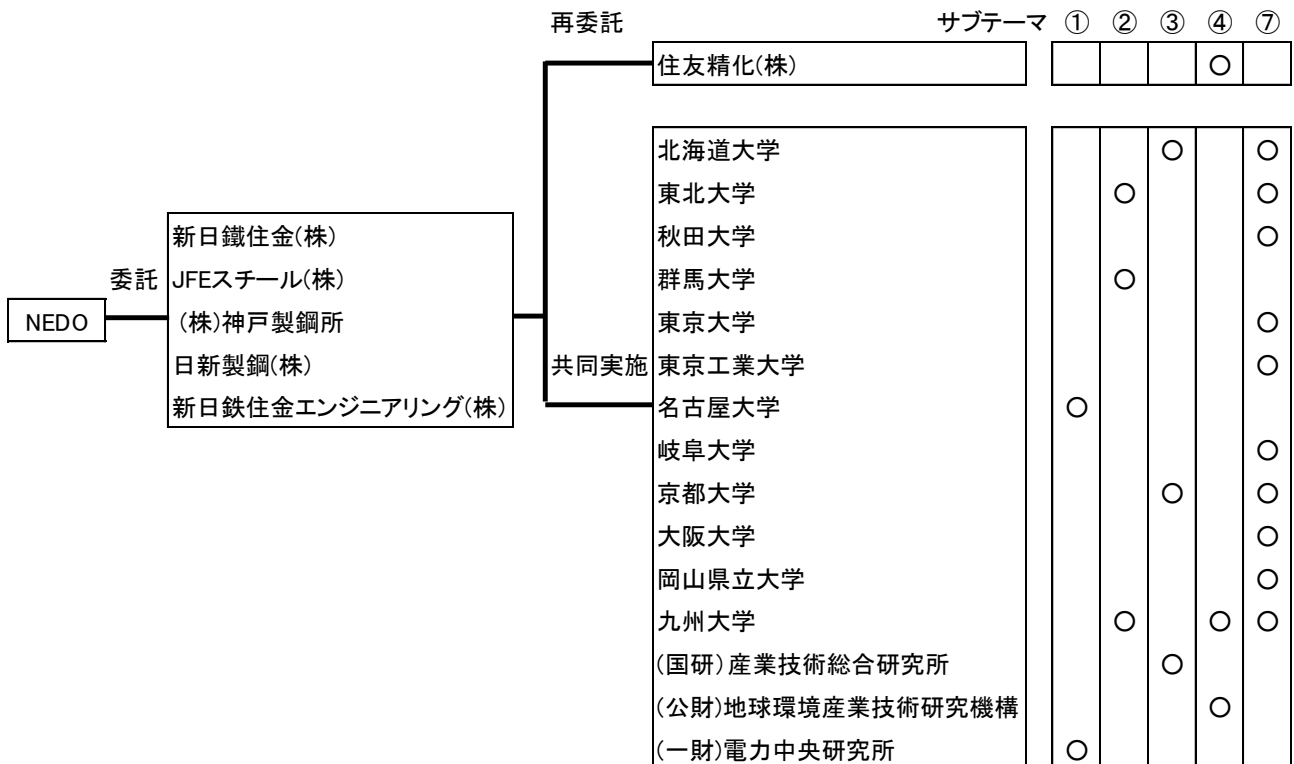 再委託 サブテーマ ① ② ③ ④ ⑦
住友精化(株) ○
北海道大学 ○ ○
東北大学 ○ ○
新日鐵住金(株) 秋田大学 ○
委託 JFEスチール(株) 群馬大学 ○
NEDO (株)神戸製鋼所 東京大学 ○
日新製鋼(株) 共同実施 東京工業大学 ○
新日鉄住金エンジニアリング(株) 名古屋大学 ○
岐阜大学 ○
京都大学 ○ ○
大阪大学 ○
岡山県立大学 ○
九州大学 ○ ○ ○
(国研)産業技術総合研究所 ○
(公財)地球環境産業技術研究機構 ○
(一財)電力中央研究所 ○